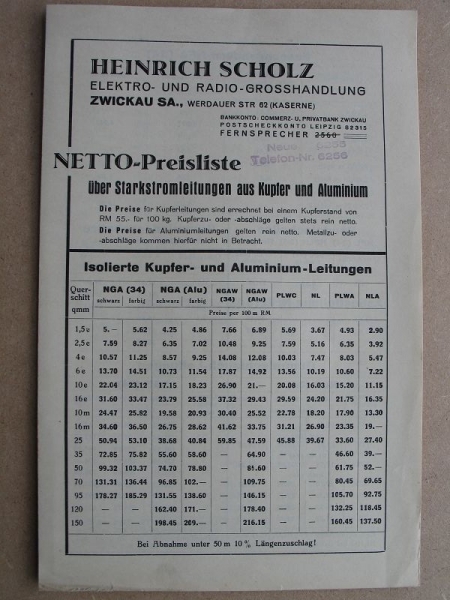 HEINRICH SCHOLZ
ELEKTRO- UND RADIO-GROSSHANDLUNG
ZWICKAU SA., WERDAUER STR 62 (KASERNE)
BANKKONTO: COMMERZ- U. PRIVATBANK ZWICKAU
POSTSCHECKKONTO LEIPZIG 82315
FERNSPRECHER 2560
Neue
Telefon-Nr. 6266
NETTO-Preisliste
über Starkstromleitungen aus Kupfer und Aluminium
Die Preise für Kupferleitungen sind errechnet bei einem Kupferstand von
RM 55.- für 100 kg. Kupferzu- oder -abschläge gelten stets rein netto.
Die Preise für Aluminiumleitungen gelten rein netto. Metallzu- oder
-abschläge kommen hierfür nicht in Betracht.
Isolierte Kupfer- und Aluminium-Leitungen
Querschitt qmm NGA (34) NGA (Alu) NGAW (34) NGAW (Alu) PLWC NL PLWA NLA
schwarz farbig schwarz farbig
Preise per 100 m RM
1,5 e 5.— 5.62 4.25 4.86 7.66 6.89 5.69 3.67 4.93 2.90
2,5 e 7.59 8.27 6.35 7.02 10.48 9.25 7.59 5.16 6.35 3.92
4 e 10.57 11.25 8.57 9.25 14.08 12.08 10.03 7.47 8.03 5.47
6 e 13.70 14.51 10.73 11.54 17.87 14.92 13.56 10.19 10.60 7.22
10 e 22.04 23.12 17.15 18.23 26.90 21.— 20.08 16.03 15.20 11.15
16 e 31.60 33.47 23.79 25.58 37.32 29.43 29.59 24.20 21.75 16.35
10 m 24.47 25.82 19.58 20.93 30.40 25.52 22.78 18.20 17.90 13.30
16 m 34.60 36.50 26.75 28.62 41.62 33.75 31.21 26.90 23.35 19.—
25 50.94 53.10 38.68 40.84 59.85 47.59 45.88 39.67 33.60 27.40
35 72.85 75.82 55.60 58.60 — 64.90 — — 46.60 39.—
50 99.32 103.37 74.70 78.80 — 81.60 — — 61.75 52.—
70 131.31 136.44 96.85 102.— — 109.75 — — 80.45 69.65
95 178.27 185.29 131.55 138.60 — 146.15 — — 105.70 92.75
120 — — 162.40 171.— — 178.40 — — 132.25 118.45
150 — — 198.45 209.— — 216.15 — — 160.45 137.50
Bei Abnahme unter 50 m 10 % Längenzuschlag!